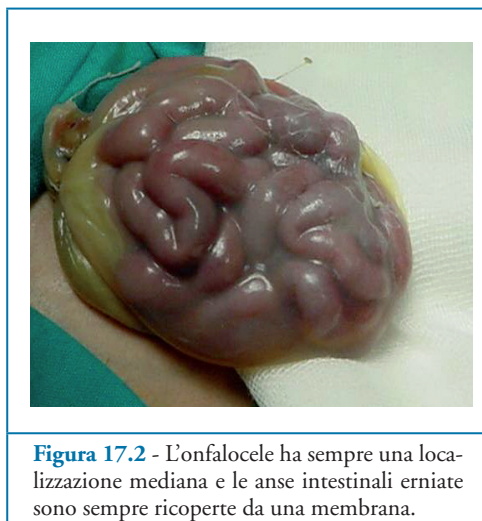 Figura 17.2 - L'onfalocele ha sempre una loca-
lizzazione mediana e le anse intestinali erniate
sono sempre ricoperte da una membrana.